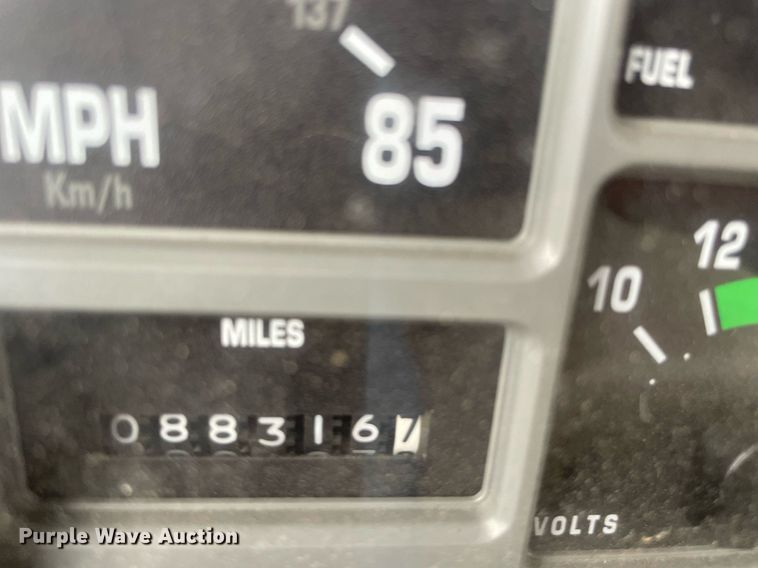 137
MPH
Km/h
85
FUEL
MILES
0883167
10
12
VOLTS
Purple Wave Auction